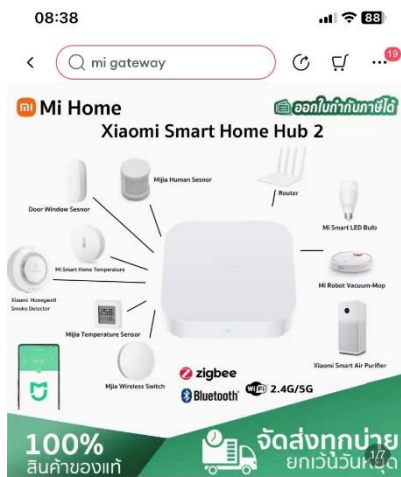 08:38
88
mi gateway
19
Mi Home
ออกใบกำกับภาษีได้
Xiaomi Smart Home Hub 2
Mijia Human Sesnor
Router
Door Window Sesnor
Mi Smart LED Bulb
Mi Smart Home Temperature
Mi Robot Vacuum-Mop
Xiaomi Honeywell
Smoke Detector
Mijia Temperature Sensor
Mjia Wireless Switch
Xiaomi Smart Air Purifier
zigbee
Bluetooth
WiFi 2.4G/5G
100%
สินค้าของแท้
จัดส่งทุกบ่าย
ยกเว้นวันหยุด
1/7